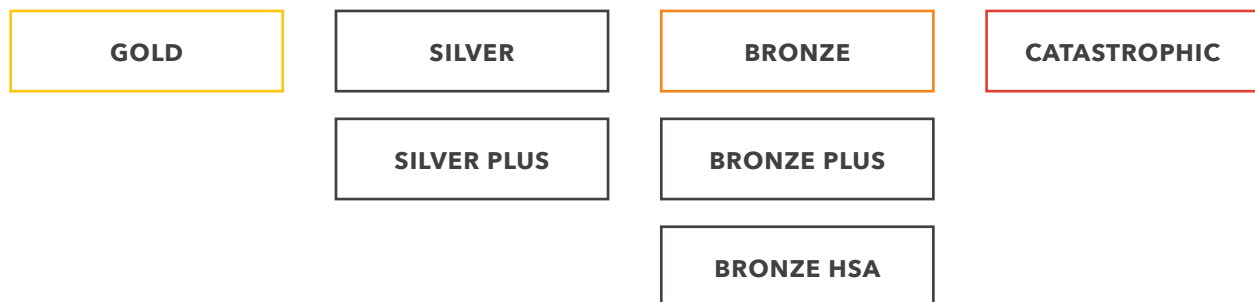 GOLD
SILVER
BRONZE
CATASTROPHIC
SILVER PLUS
BRONZE PLUS
BRONZE HSA